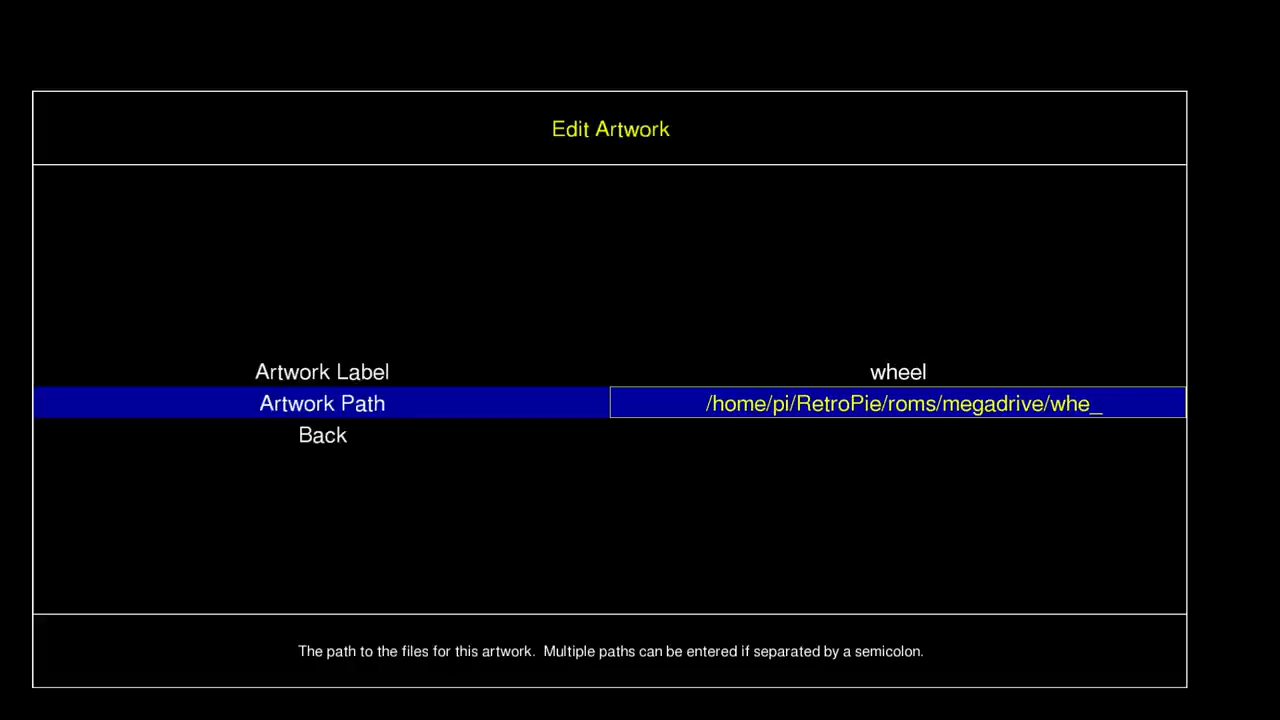 Edit Artwork
Artwork Label wheel
Artwork Path /home/pi/RetroPie/roms/megadrive/whe_
Back
The path to the files for this artwork.  Multiple paths can be entered if separated by a semicolon.